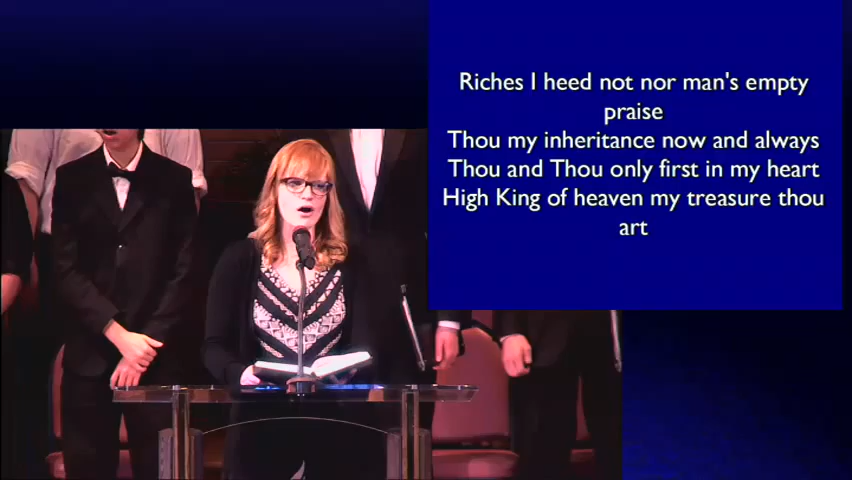 Riches I heed not nor man's empty
praise
Thou my inheritance now and always
Thou and Thou only first in my heart
High King of heaven my treasure thou
art